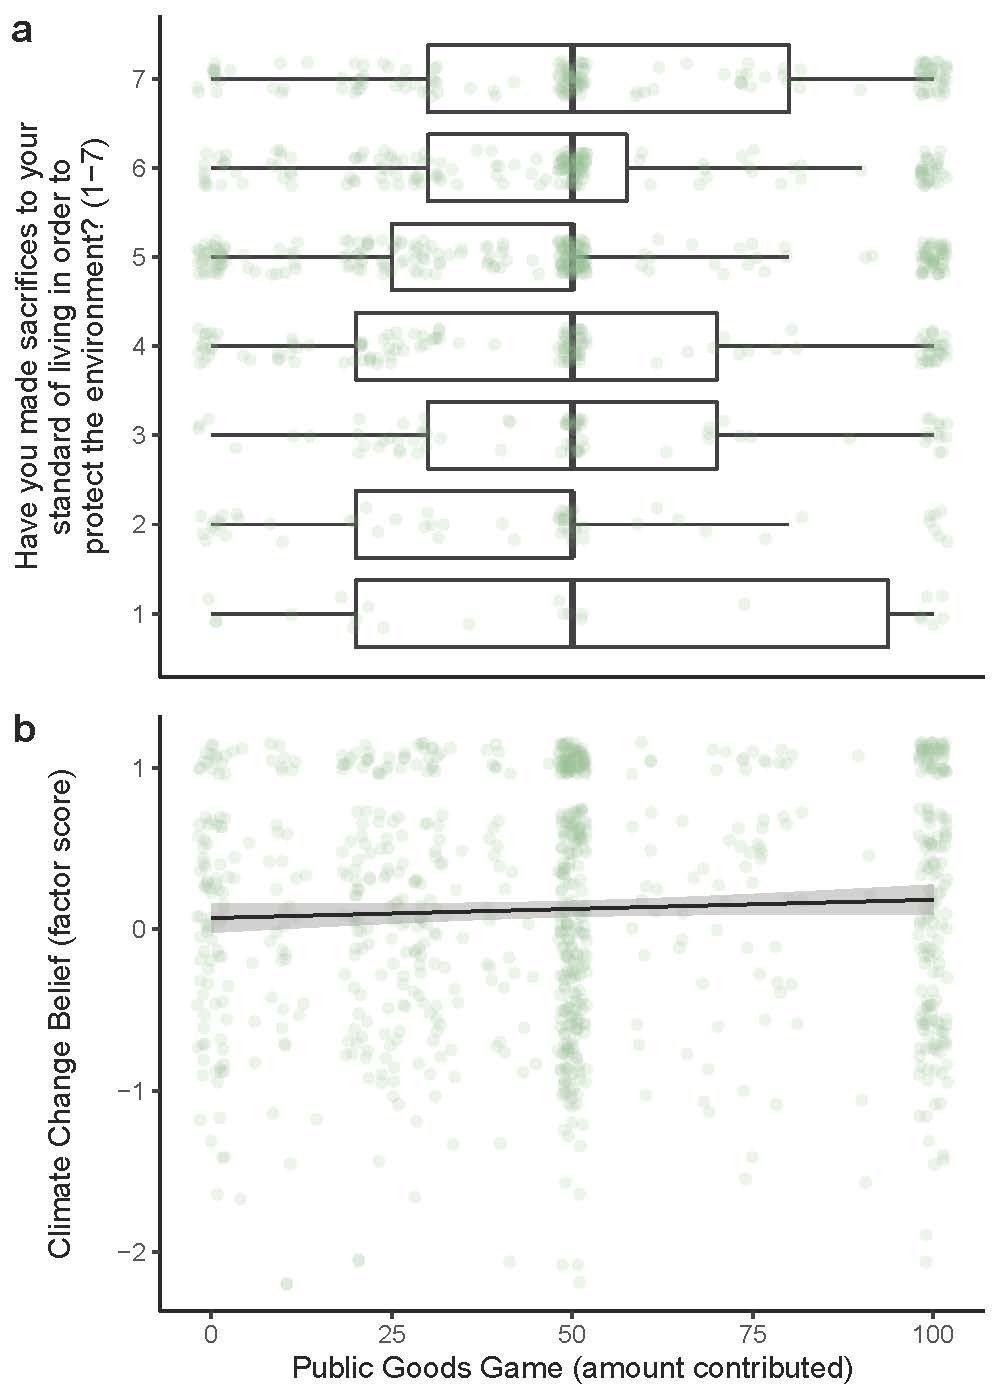 a
Have you made sacrifices to your
standard of living in order to
protect the environment? (1−7)
7
6
5
4
3
2
1
b
Climate Change Belief (factor score)
1
0
−1
−2
0 25 50 75 100
Public Goods Game (amount contributed)